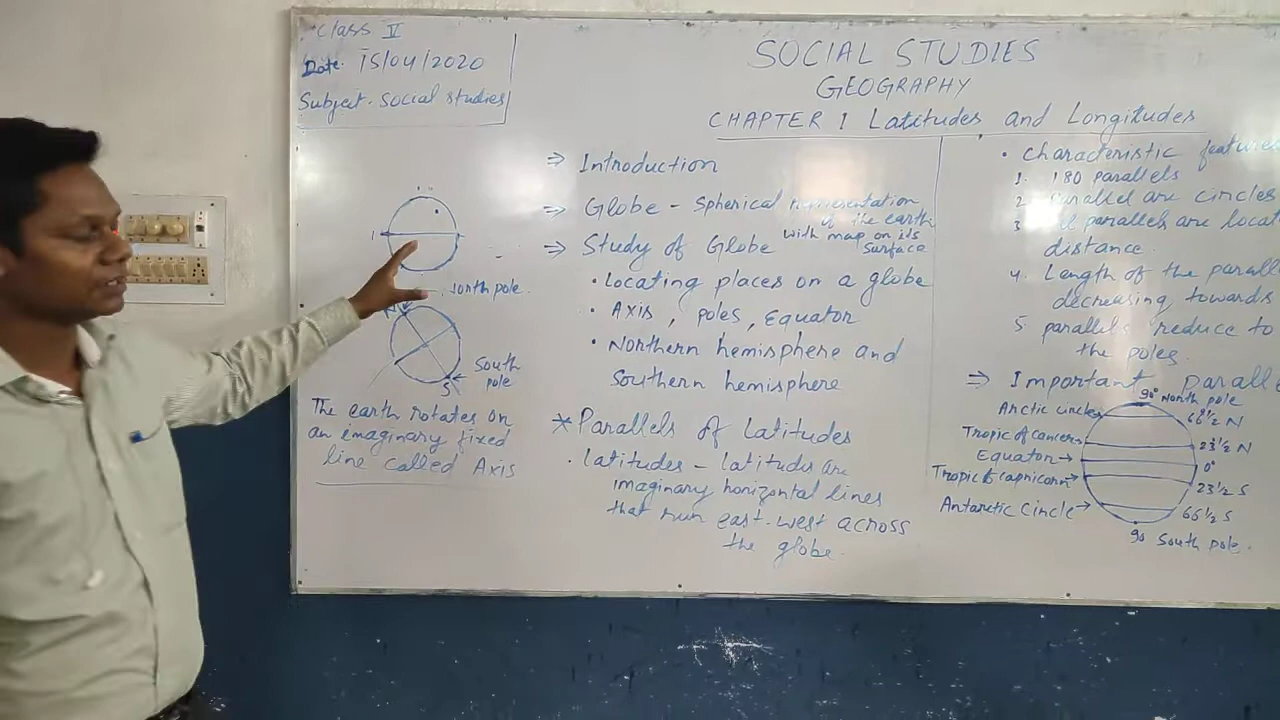 Class V
Date: 15/04/2020
Subject. Social studies
SOCIAL STUDIES
GEOGRAPHY
CHAPTER 1 Latitudes and Longitudes
N
North pole.
South
pole
S
The earth rotates on
an imaginary fixed
line called Axis
⇒ Introduction
⇒ Globe - Spherical representation
of the earth
with map on its
surface
⇒ Study of Globe
• Locating places on a globe
• Axis, poles, Equator
• Northern hemisphere and
Southern hemisphere
* Parallels of Latitudes
• Latitudes - Latitudes are
imaginary horizontal lines
that run east-west across
the globe.
• Characteristic features
1. 180 parallels
2. parallel are circles
3. parallels are
distance.
4. Length of the
decreasing towards
5. parallels reduce to
the poles.
⇒ Important
90° North pole
Arctic circles
66½ N
Tropic of cancer
23½ N
Equator
0°
Tropic of capricorn
23½ S
Antarctic Circle
66½ S
90 South pole.